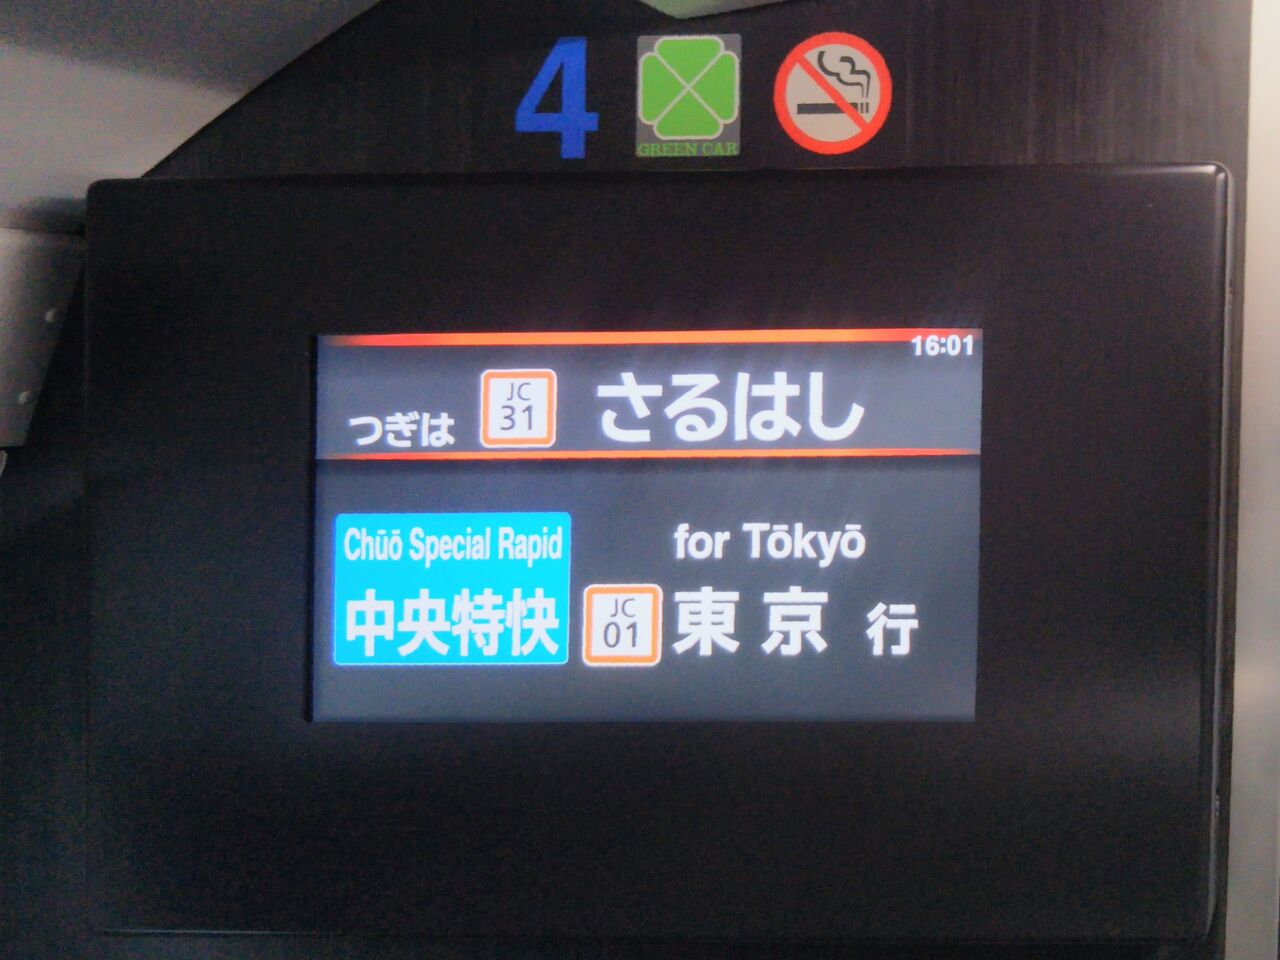 4
GREEN CAR
16:01
つぎは JC 31 さるはし
Chūō Special Rapid
中央特快
for Tōkyō
JC 01 東京 行